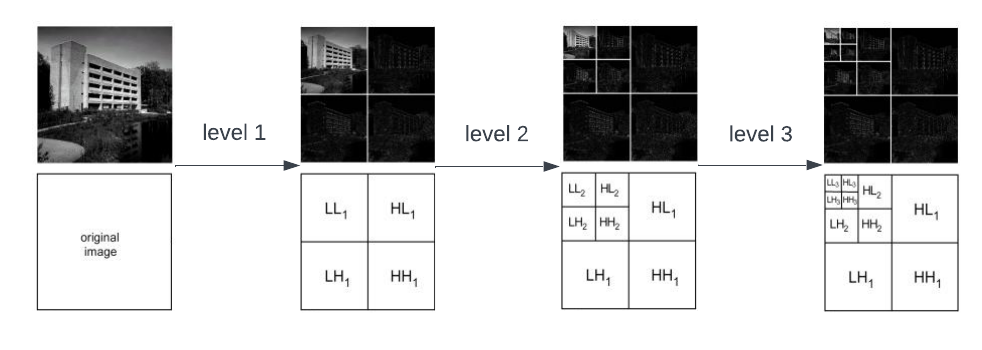 level 1
level 2
level 3
original
image
LL₁ HL₁
LH₁ HH₁
LL₂ HL₂
HL₁
LH₂ HH₂
LH₁ HH₁
LL₃ HL₃
HL₂
LH₃ HH₃
HL₁
LH₂ HH₂
LH₁ HH₁